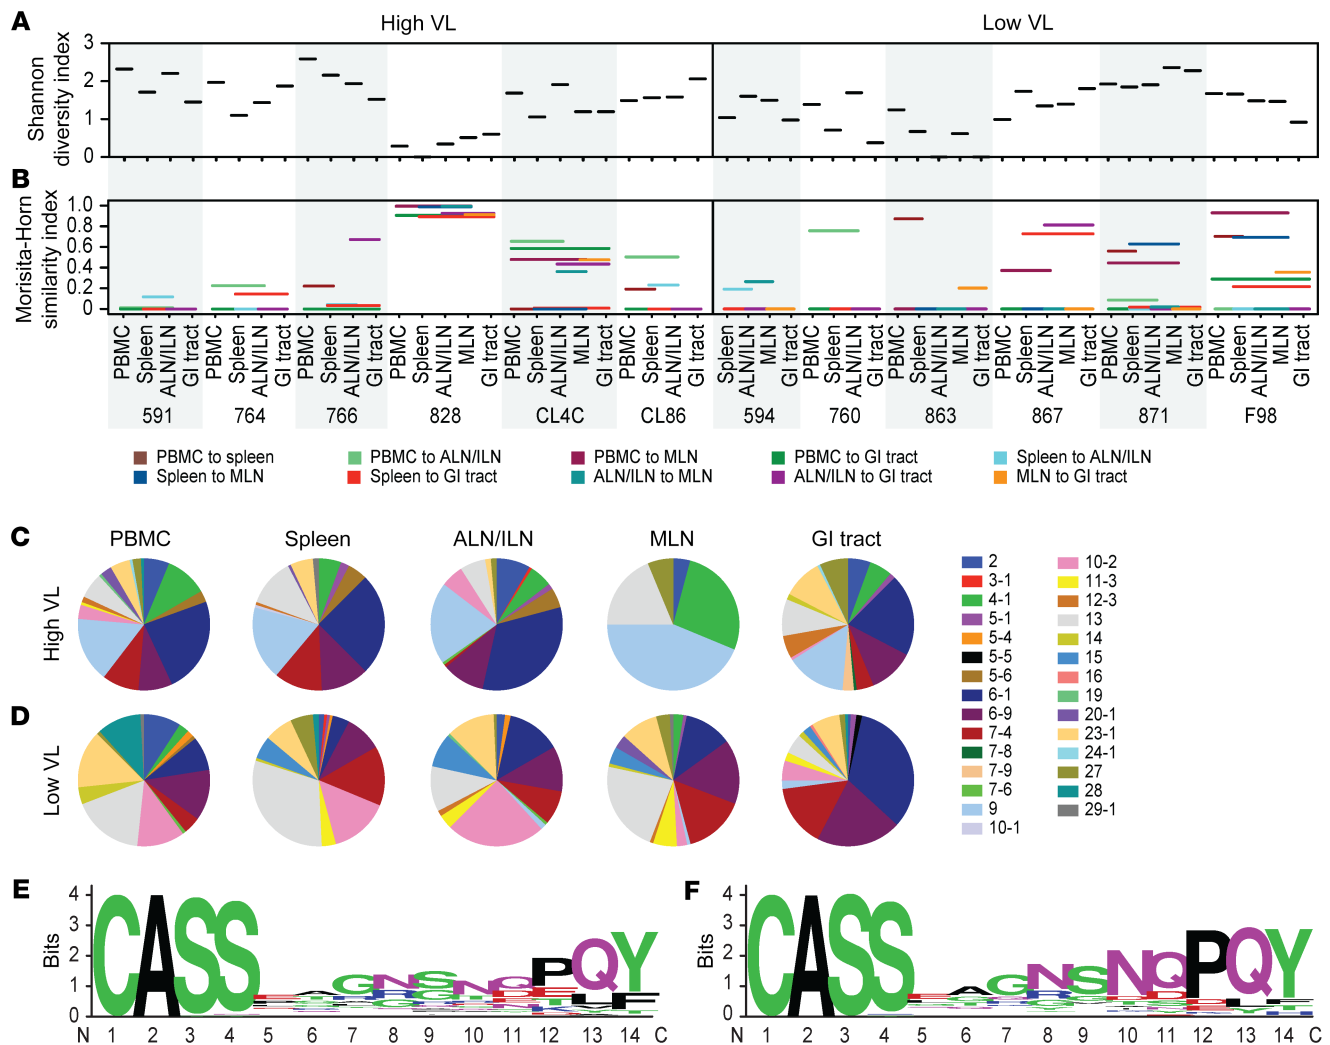 A
High VL
Low VL
Shannon
diversity index
3
2
1
0
B
Morisita-Horn
similarity index
1.0
0.8
0.6
0.4
0.2
0
PBMC Spleen ALN/ILN GI tract
PBMC Spleen ALN/ILN GI tract
PBMC Spleen ALN/ILN GI tract
PBMC Spleen ALN/ILN MLN GI tract
PBMC Spleen ALN/ILN MLN GI tract
PBMC Spleen ALN/ILN GI tract
Spleen ALN/ILN MLN GI tract
PBMC Spleen ALN/ILN GI tract
PBMC Spleen ALN/ILN MLN GI tract
PBMC Spleen ALN/ILN MLN GI tract
PBMC Spleen ALN/ILN MLN GI tract
PBMC Spleen ALN/ILN MLN GI tract
591 764 766 828 CL4C CL86 594 760 863 867 871 F98
PBMC to spleen PBMC to ALN/ILN PBMC to MLN PBMC to GI tract Spleen to ALN/ILN
Spleen to MLN Spleen to GI tract ALN/ILN to MLN ALN/ILN to GI tract MLN to GI tract
C
PBMC Spleen ALN/ILN MLN GI tract
High VL
D
Low VL
2 10-2
3-1 11-3
4-1 12-3
5-1 13
5-4 14
5-5 15
5-6 16
6-1 19
6-9 20-1
7-4 23-1
7-8 24-1
7-9 27
7-6 28
9 29-1
10-1
E
Bits
4
3
2
1
0
CASS
G N S N Q P Q Y
N 1 2 3 4 5 6 7 8 9 10 11 12 13 14 C
F
Bits
4
3
2
1
0
CASS
A G N S N Q P Q Y
N 1 2 3 4 5 6 7 8 9 10 11 12 13 14 C